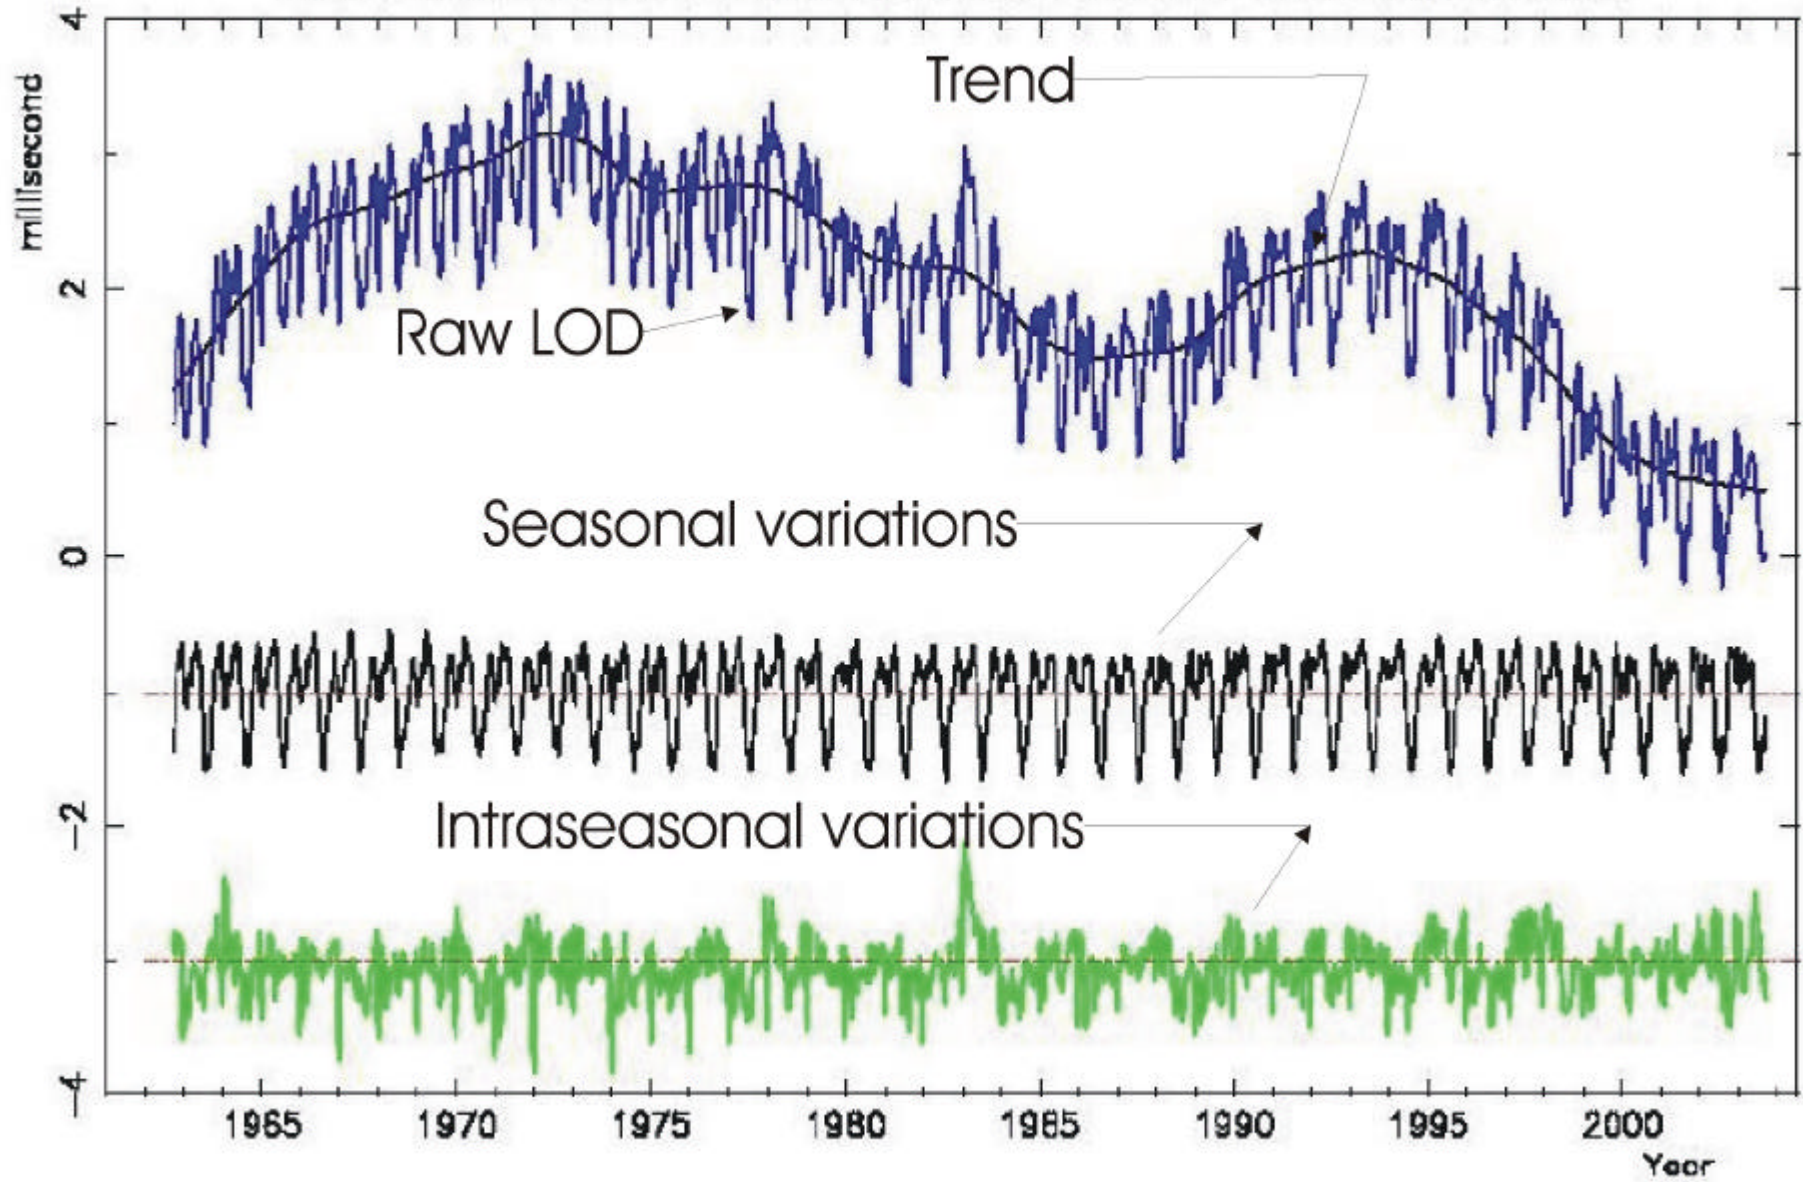 4
millisecond
Trend
2
Raw LOD
Seasonal variations
0
-2
Intraseasonal variations
-4
1965 1970 1975 1980 1985 1990 1995 2000
Year